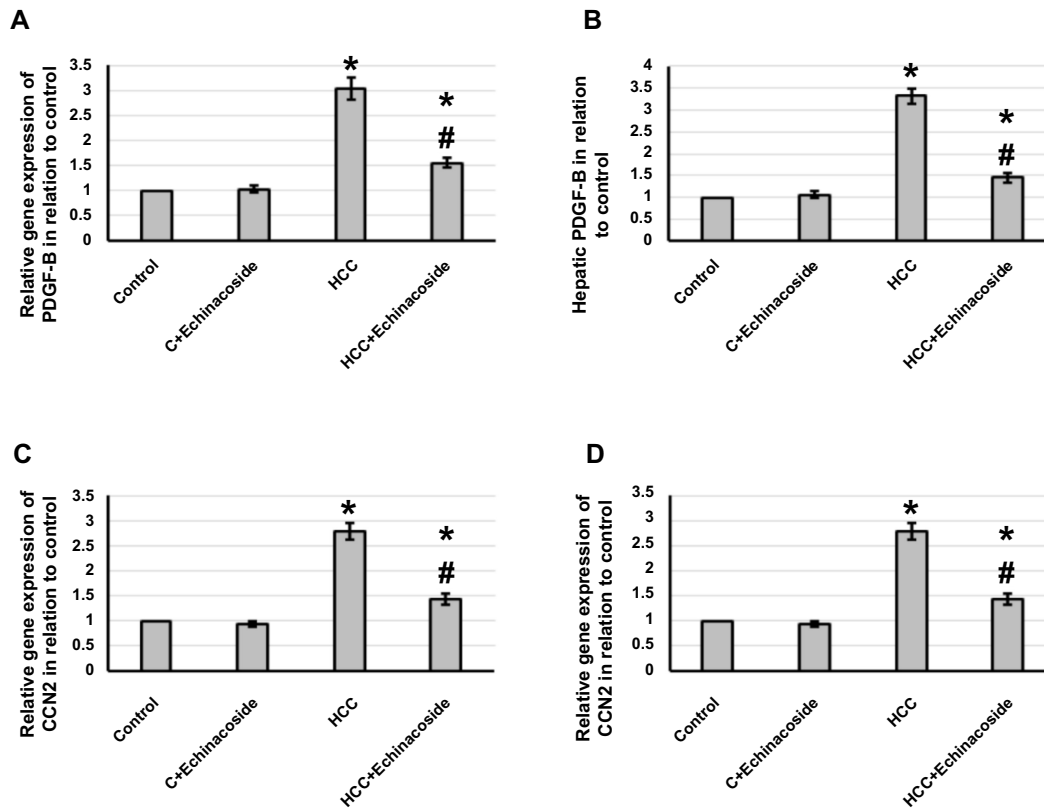 A
Relative gene expression of
PDGF-B in relation to control
3.5
3
2.5
2
1.5
1
0.5
0
*
*
#
Control
C+Echinacoside
HCC
HCC+Echinacoside
B
Hepatic PDGF-B in relation
to control
4
3.5
3
2.5
2
1.5
1
0.5
0
*
*
#
Control
C+Echinacoside
HCC
HCC+Echinacoside
C
Relative gene expression of
CCN2 in relation to control
3.5
3
2.5
2
1.5
1
0.5
0
*
*
#
Control
C+Echinacoside
HCC
HCC+Echinacoside
D
Relative gene expression of
CCN2 in relation to control
3.5
3
2.5
2
1.5
1
0.5
0
*
*
#
Control
C+Echinacoside
HCC
HCC+Echinacoside